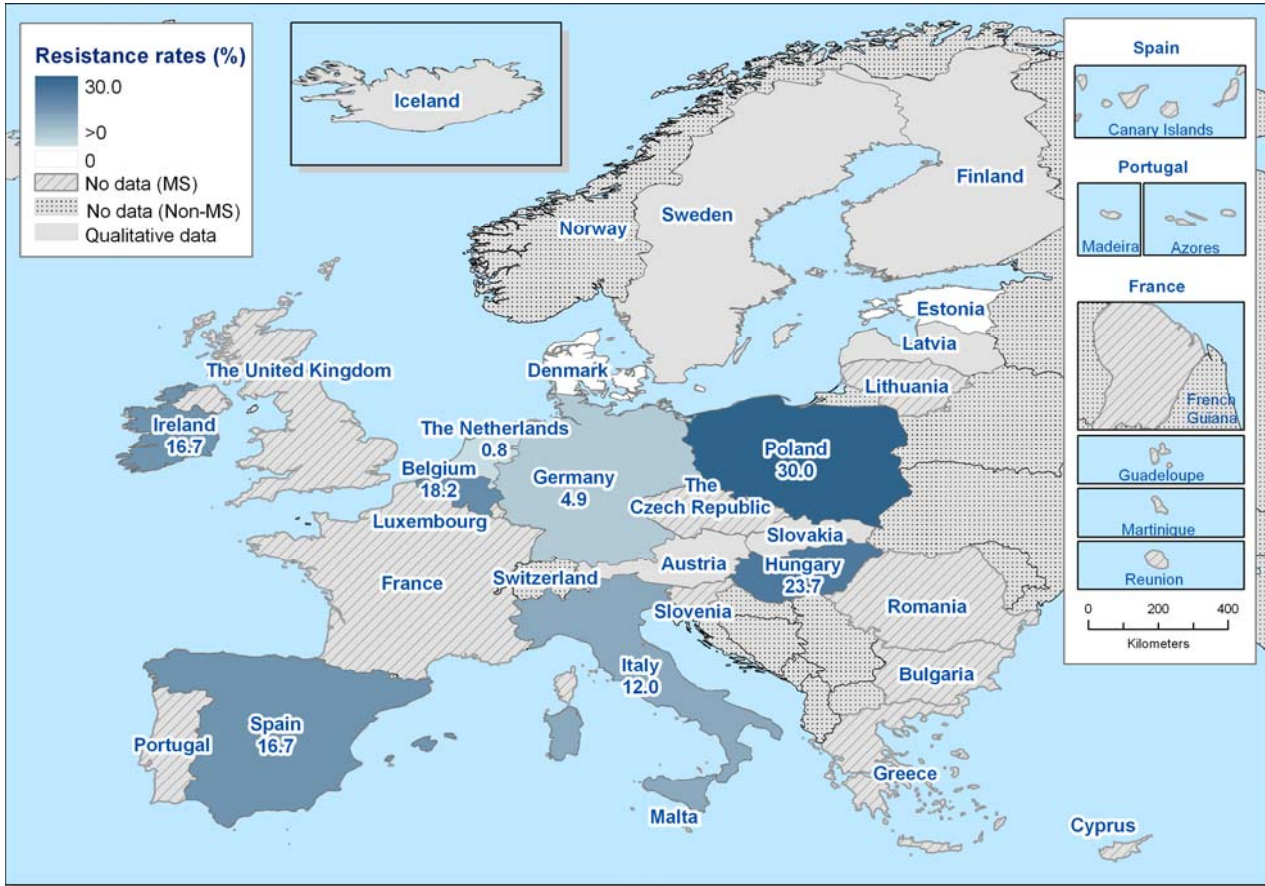 Resistance rates (%)
30.0
>0
0
No data (MS)
No data (Non-MS)
Qualitative data
Iceland
Norway
Sweden
Finland
Estonia
Latvia
Lithuania
Denmark
The United Kingdom
Ireland
16.7
The Netherlands
0.8
Belgium
18.2
Luxembourg
Germany
4.9
Poland
30.0
The
Czech Republic
Slovakia
Austria
Hungary
23.7
Switzerland
France
Slovenia
Romania
Bulgaria
Italy
12.0
Spain
16.7
Portugal
Greece
Malta
Cyprus
Spain
Canary Islands
Portugal
Madeira
Azores
France
French
Guiana
Guadeloupe
Martinique
Reunion
0 200 400
Kilometers